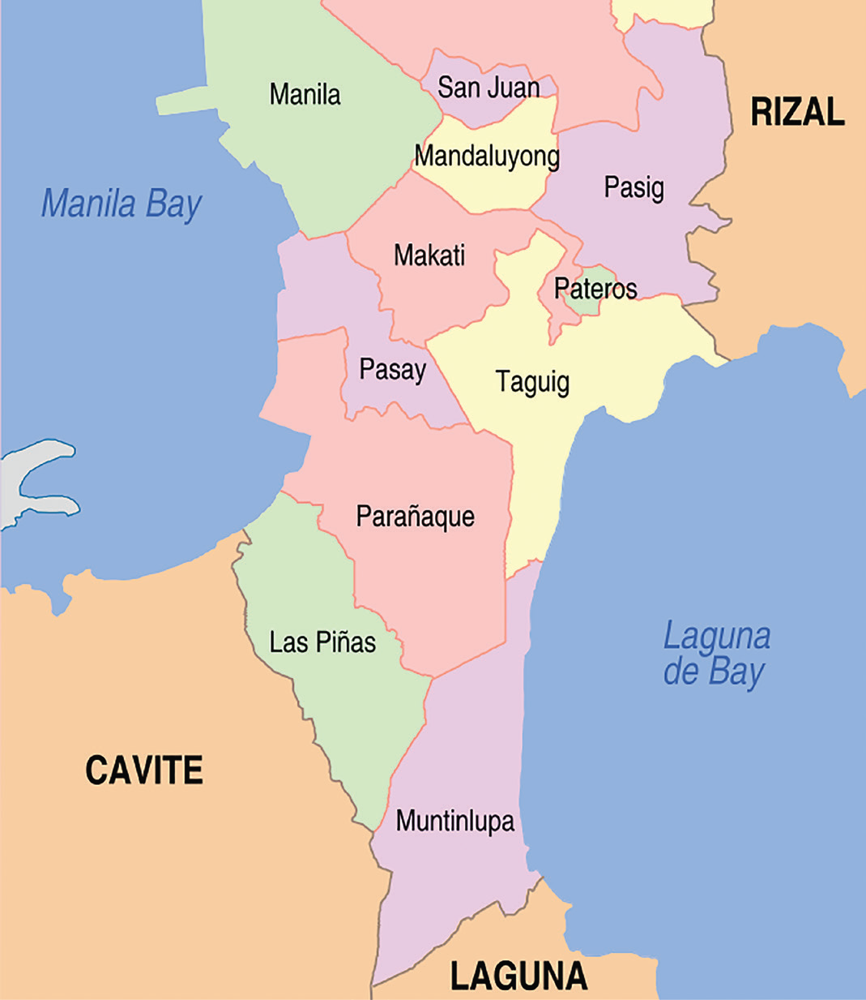 Manila
San Juan
RIZAL
Mandaluyong
Manila Bay
Pasig
Makati
Pateros
Pasay
Taguig
Parañaque
Las Piñas
Laguna
de Bay
CAVITE
Muntinlupa
LAGUNA